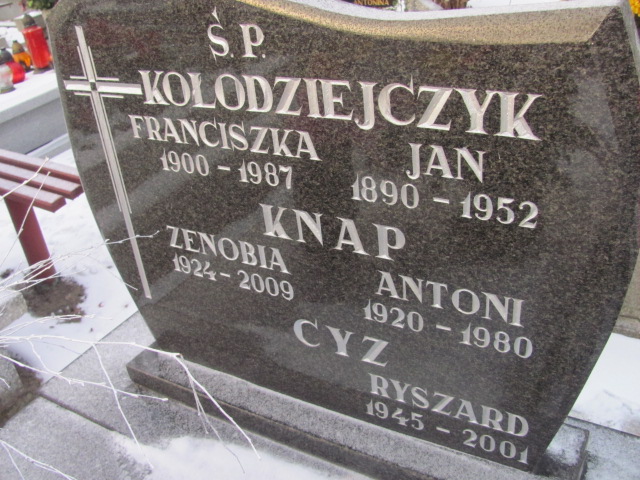 Ś.P.
KOŁODZIEJCZYK
FRANCISZKA JAN
1900 - 1987 1890 - 1952
KNAP
ZENOBIA ANTONI
1924 - 2009 1920 - 1980
CYZ
RYSZARD
1945 - 2001